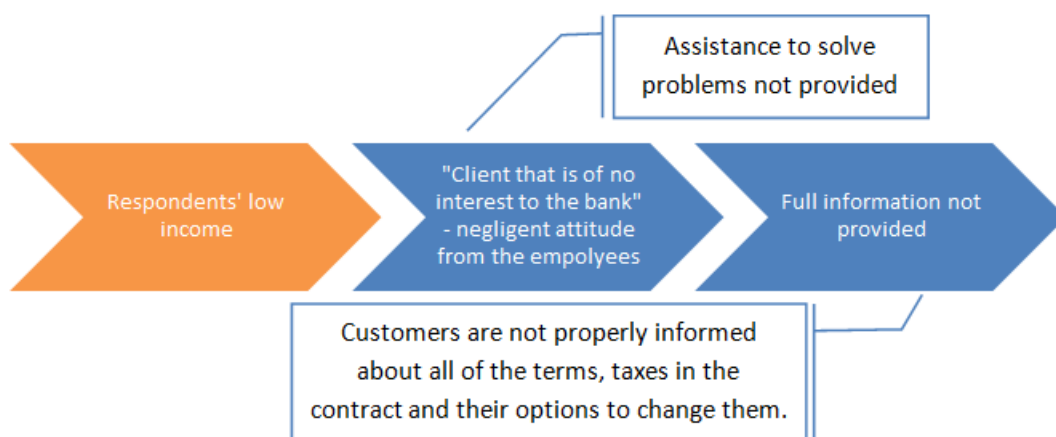 Assistance to solve
problems not provided
Respondents' low
income
"Client that is of no
interest to the bank"
- negligent attitude
from the empolyees
Full information not
provided
Customers are not properly informed
about all of the terms, taxes in the
contract and their options to change them.